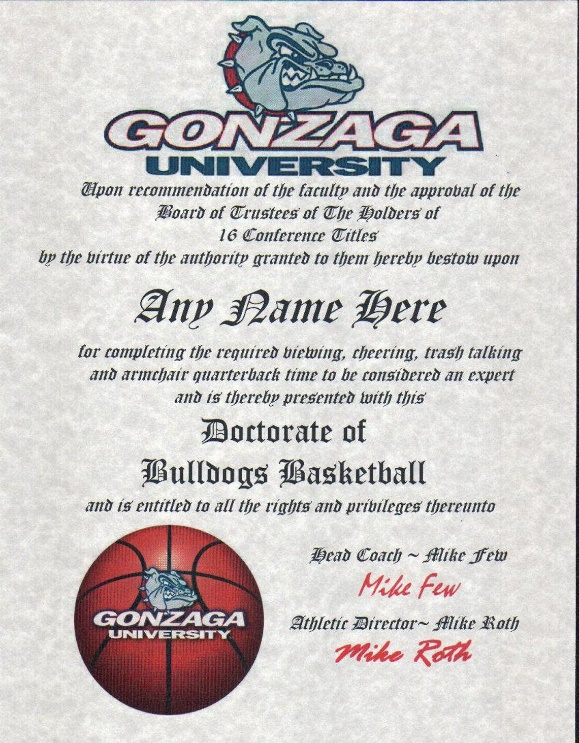 GONZAGA
UNIVERSITY
Upon recommendation of the faculty and the approval of the
Board of Trustees of The Holders of
16 Conference Titles
by the virtue of the authority granted to them hereby bestow upon
Any Name Here
for completing the required viewing, cheering, trash talking
and armchair quarterback time to be considered an expert
and is thereby presented with this
Doctorate of
Bulldogs Basketball
and is entitled to all the rights and privileges thereunto
Head Coach ~ Mike Few
Mike Few
Athletic Director~ Mike Roth
Mike Roth
GONZAGA
UNIVERSITY